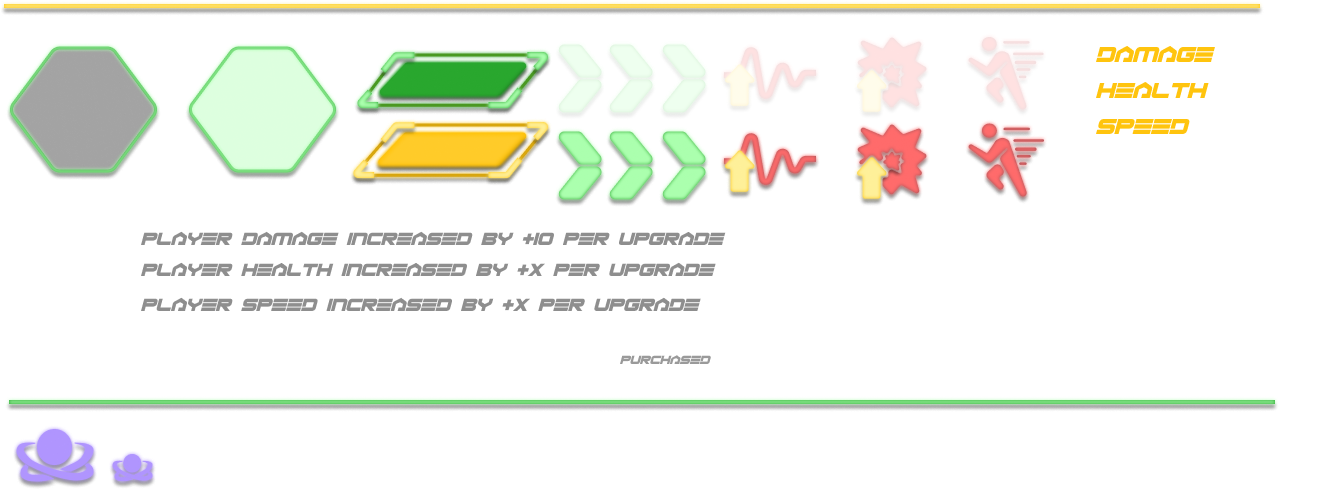 DAMAGE
HEALTH
SPEED
PLAYER DAMAGE INCREASED BY +10 PER UPGRADE
PLAYER HEALTH INCREASED BY +X PER UPGRADE
PLAYER SPEED INCREASED BY +X PER UPGRADE
PURCHASED